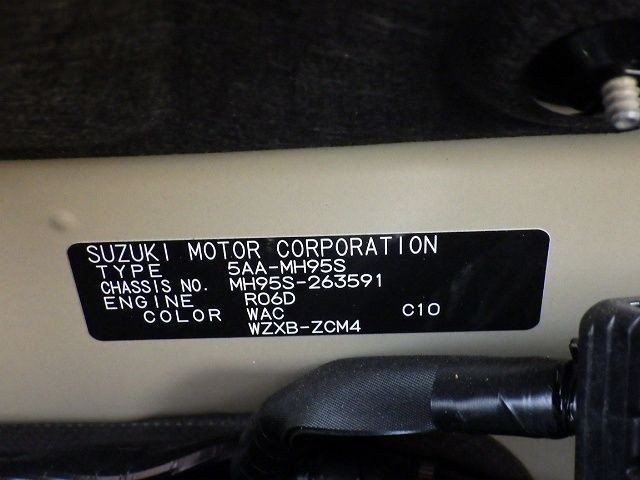 SUZUKI MOTOR CORPORATION
TYPE 5AA-MH95S
CHASSIS NO. MH95S-263591
ENGINE R06D
COLOR WAC C10
WZXB-ZCM4